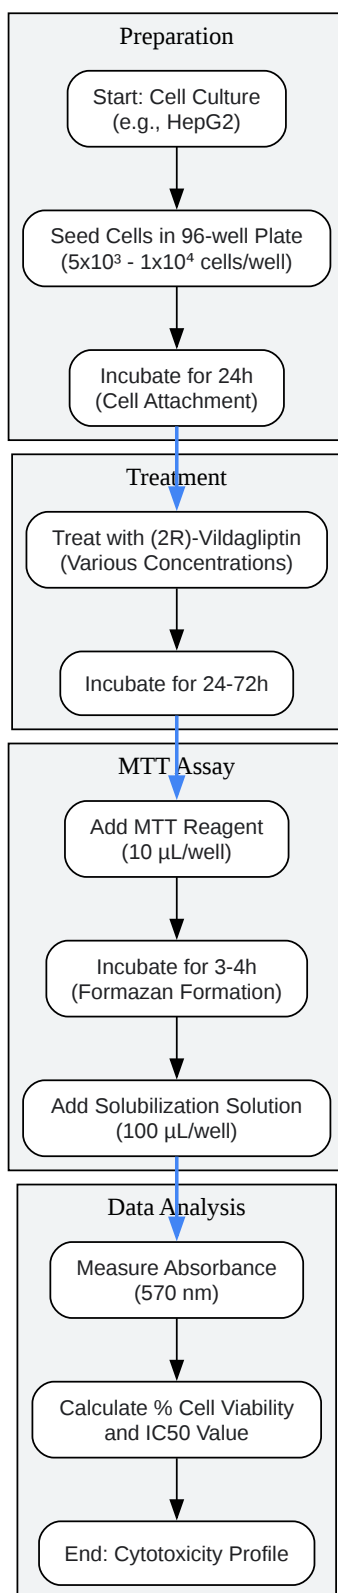 Preparation
Start: Cell Culture
(e.g., HepG2)
Seed Cells in 96-well Plate
(5x10³ - 1x10⁴ cells/well)
Incubate for 24h
(Cell Attachment)
Treatment
Treat with (2R)-Vildagliptin
(Various Concentrations)
Incubate for 24-72h
MTT Assay
Add MTT Reagent
(10 µL/well)
Incubate for 3-4h
(Formazan Formation)
Add Solubilization Solution
(100 µL/well)
Data Analysis
Measure Absorbance
(570 nm)
Calculate % Cell Viability
and IC50 Value
End: Cytotoxicity Profile